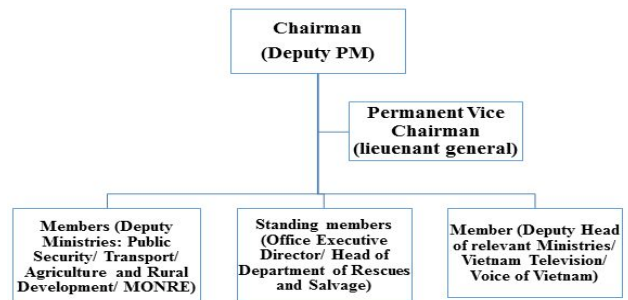 Chairman
(Deputy PM)
Permanent Vice
Chairman
(lieuenant general)
Members (Deputy
Ministries: Public
Security/ Transport/
Agriculture and Rural
Development/ MONRE)
Standing members
(Office Executive
Director/ Head of
Department of Rescues
and Salvage)
Member (Deputy Head
of relevant Ministries/
Vietnam Television/
Voice of Vietnam)